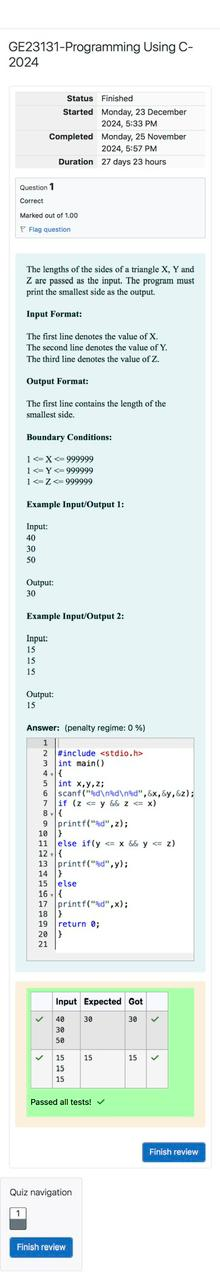 GE23131-Programming Using C-
2024
Status Finished
Started Monday, 23 December
2024, 5:33 PM
Completed Monday, 25 November
2024, 5:57 PM
Duration 27 days 23 hours
Question 1
Correct
Marked out of 1.00
Flag question
The lengths of the sides of a triangle X, Y and
Z are passed as the input. The program must
print the smallest side as the output.
Input Format:
The first line denotes the value of X.
The second line denotes the value of Y.
The third line denotes the value of Z.
Output Format:
The first line contains the length of the
smallest side.
Boundary Conditions:
1 <= X <= 999999
1 <= Y <= 999999
1 <= Z <= 999999
Example Input/Output 1:
Input:
40
30
50
Output:
30
Example Input/Output 2:
Input:
15
15
15
Output:
15
Answer: (penalty regime: 0 %)
1
2 #include <stdio.h>
3 int main()
4 {
5 int x,y,z;
6 scanf("%d\n%d\n%d",&x,&y,&z);
7 if (z <= y && z <= x)
8 {
9 printf("%d",z);
10 }
11 else if(y <= x && y <= z)
12 {
13 printf("%d",y);
14 }
15 else
16 {
17 printf("%d",x);
18 }
19 return 0;
20 }
21
Input Expected Got
40 30 30
30
50
15 15 15
15
15
Passed all tests!
Finish review
Quiz navigation
1
Finish review